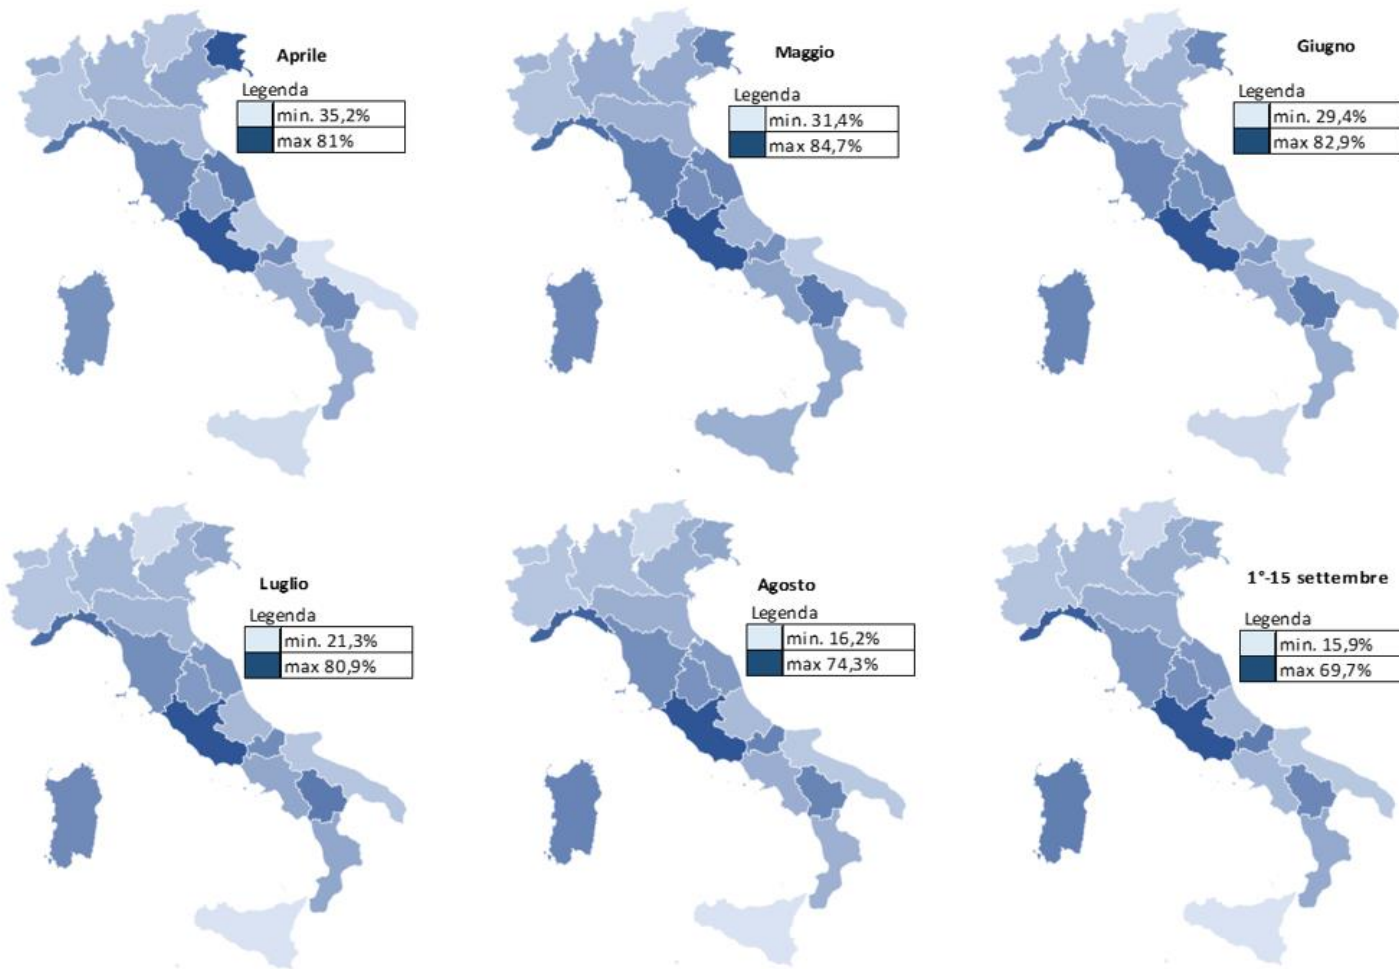 Aprile
Legenda
min. 35,2%
max 81%
Maggio
Legenda
min. 31,4%
max 84,7%
Giugno
Legenda
min. 29,4%
max 82,9%
Luglio
Legenda
min. 21,3%
max 80,9%
Agosto
Legenda
min. 16,2%
max 74,3%
1°-15 settembre
Legenda
min. 15,9%
max 69,7%